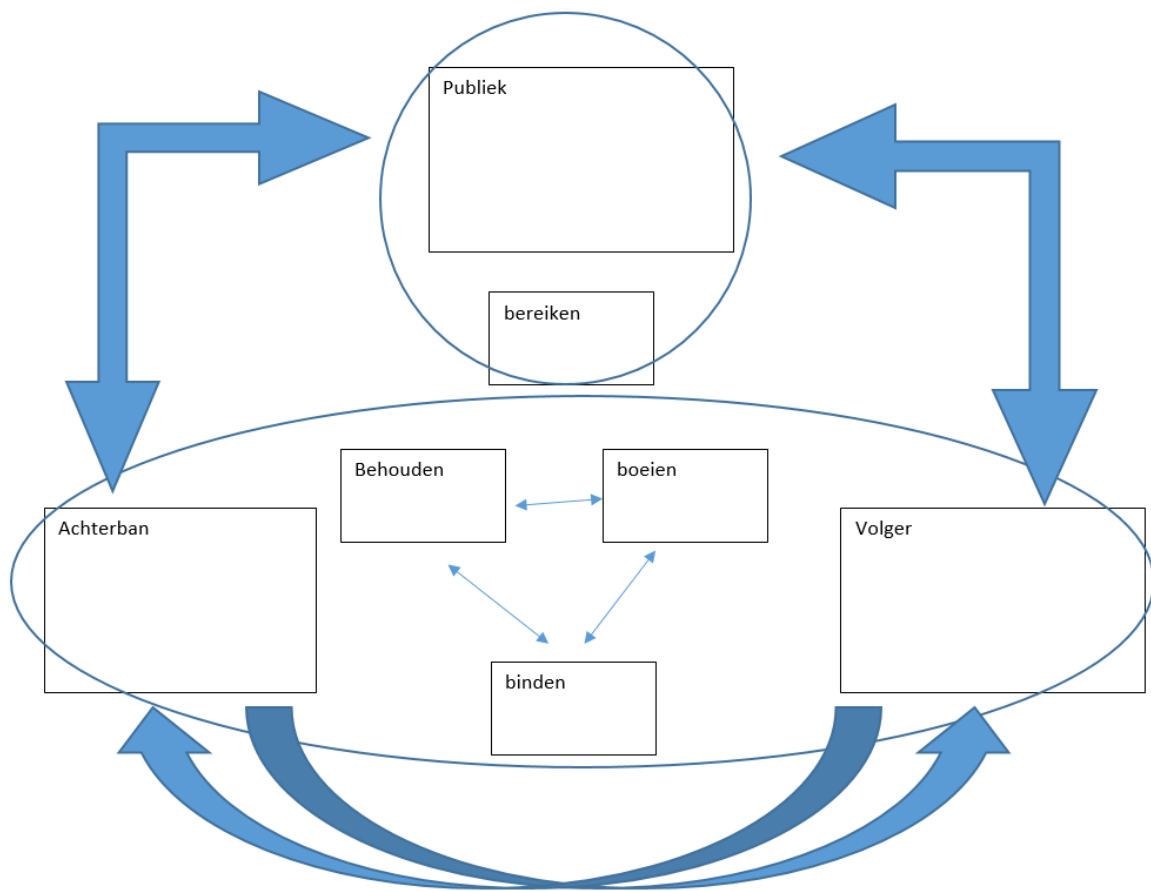 Publiek
bereiken
Behouden
boeien
Achterban
Volger
binden